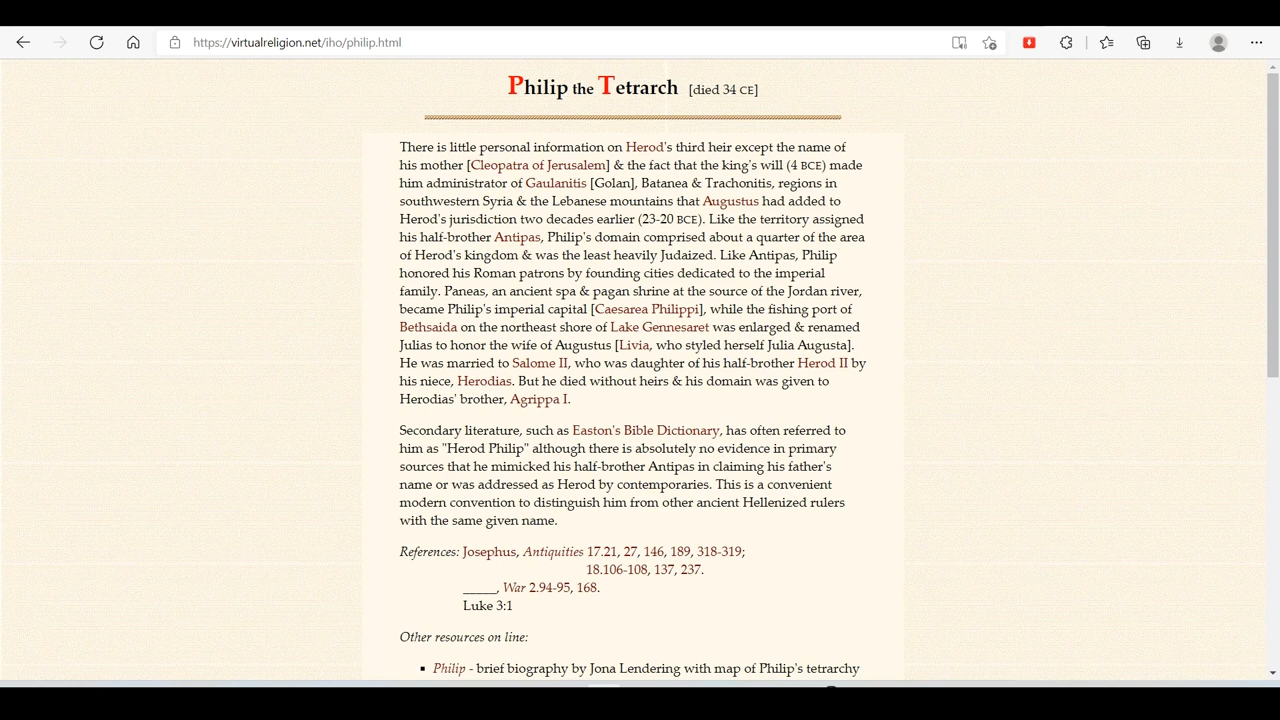 https://virtualreligion.net/iho/philip.html
Philip the Tetrarch [died 34 CE]
There is little personal information on Herod's third heir except the name of
his mother [Cleopatra of Jerusalem] & the fact that the king's will (4 BCE) made
him administrator of Gaulanitis [Golan], Batanea & Trachonitis, regions in
southwestern Syria & the Lebanese mountains that Augustus had added to
Herod's jurisdiction two decades earlier (23-20 BCE). Like the territory assigned
his half-brother Antipas, Philip's domain comprised about a quarter of the area
of Herod's kingdom & was the least heavily Judaized. Like Antipas, Philip
honored his Roman patrons by founding cities dedicated to the imperial
family. Paneas, an ancient spa & pagan shrine at the source of the Jordan river,
became Philip's imperial capital [Caesarea Philippi], while the fishing port of
Bethsaida on the northeast shore of Lake Gennesaret was enlarged & renamed
Julias to honor the wife of Augustus [Livia, who styled herself Julia Augusta].
He was married to Salome II, who was daughter of his half-brother Herod II by
his niece, Herodias. But he died without heirs & his domain was given to
Herodias' brother, Agrippa I.
Secondary literature, such as Easton's Bible Dictionary, has often referred to
him as "Herod Philip" although there is absolutely no evidence in primary
sources that he mimicked his half-brother Antipas in claiming his father's
name or was addressed as Herod by contemporaries. This is a convenient
modern convention to distinguish him from other ancient Hellenized rulers
with the same given name.
References: Josephus, Antiquities 17.21, 27, 146, 189, 318-319;
18.106-108, 137, 237.
_____, War 2.94-95, 168.
Luke 3:1
Other resources on line:
▪ Philip - brief biography by Jona Lendering with map of Philip's tetrarchy